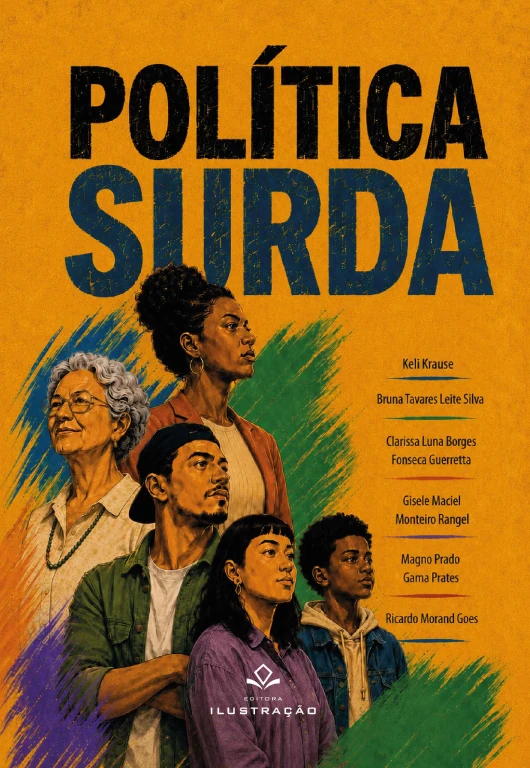 POLÍTICA
SURDA
Keli Krause
Bruna Tavares Leite Silva
Clarissa Luna Borges
Fonseca Guerretta
Gisele Maciel
Monteiro Rangel
Magno Prado
Gama Prates
Ricardo Morand Goes
EDITORA
ILUSTRAÇÃO